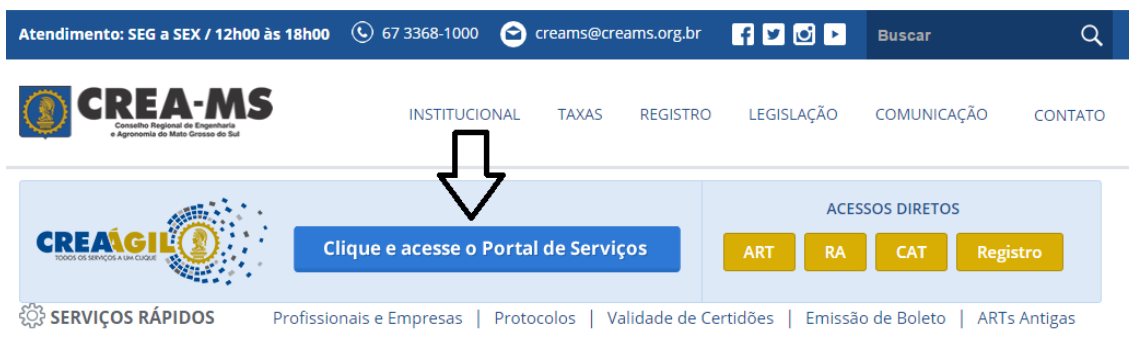 Atendimento: SEG a SEX / 12h00 às 18h00 67 3368-1000 creams@creams.org.br Buscar
CREA-MS
Conselho Regional de Engenharia
e Agronomia do Mato Grosso do Sul
INSTITUCIONAL TAXAS REGISTRO LEGISLAÇÃO COMUNICAÇÃO CONTATO
CREAÁGIL
TODOS OS SERVIÇOS A UM CLIQUE
Clique e acesse o Portal de Serviços
ACESSOS DIRETOS
ART RA CAT Registro
SERVIÇOS RÁPIDOS Profissionais e Empresas | Protocolos | Validade de Certidões | Emissão de Boleto | ARTs Antigas